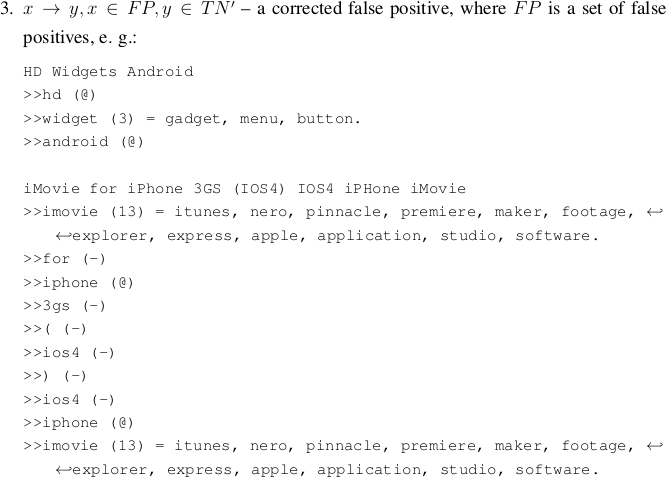 3. x → y, x ∈ FP, y ∈ TN′ – a corrected false positive, where FP is a set of false
positives, e. g.:
HD Widgets Android
>>hd (@)
>>widget (3) = gadget, menu, button.
>>android (@)
iMovie for iPhone 3GS (IOS4) IOS4 iPHone iMovie
>>imovie (13) = itunes, nero, pinnacle, premiere, maker, footage, ↩
↪explorer, express, apple, application, studio, software.
>>for (-)
>>iphone (@)
>>3gs (-)
>>( (-)
>>ios4 (-)
>>) (-)
>>ios4 (-)
>>iphone (@)
>>imovie (13) = itunes, nero, pinnacle, premiere, maker, footage, ↩
↪explorer, express, apple, application, studio, software.